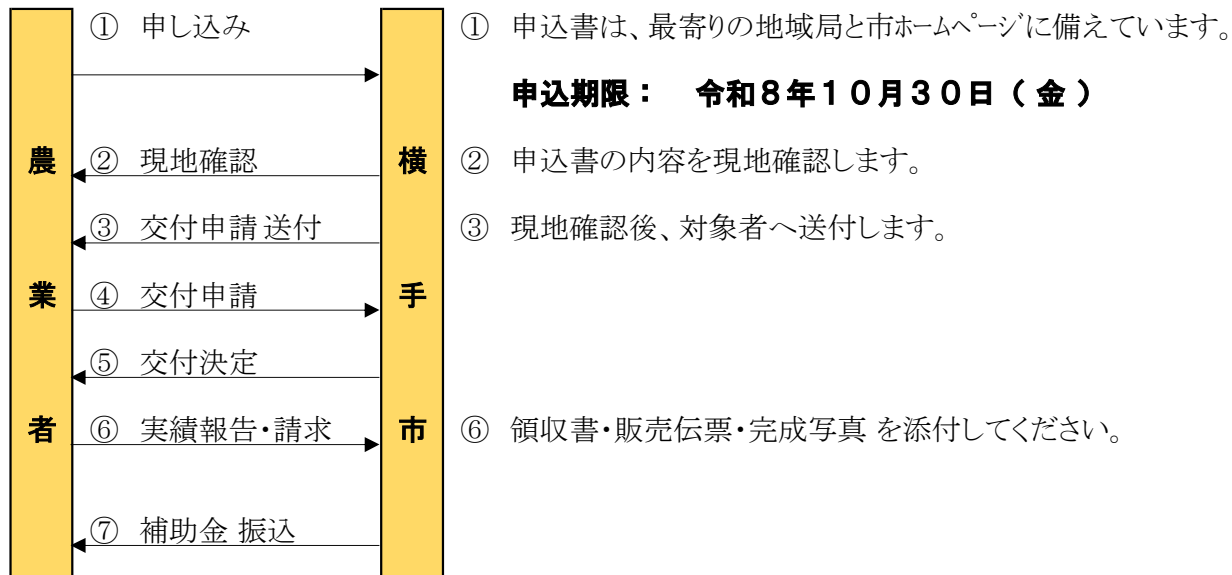 ① 申し込み
① 申込書は、最寄りの地域局と市ホームページに備えています。
申込期限： 令和８年１０月３０日（ 金 ）
② 現地確認
② 申込書の内容を現地確認します。
③ 交付申請 送付
③ 現地確認後、対象者へ送付します。
④ 交付申請
⑤ 交付決定
⑥ 実績報告・請求
⑥ 領収書・販売伝票・完成写真 を添付してください。
⑦ 補助金 振込
農業者
横手市